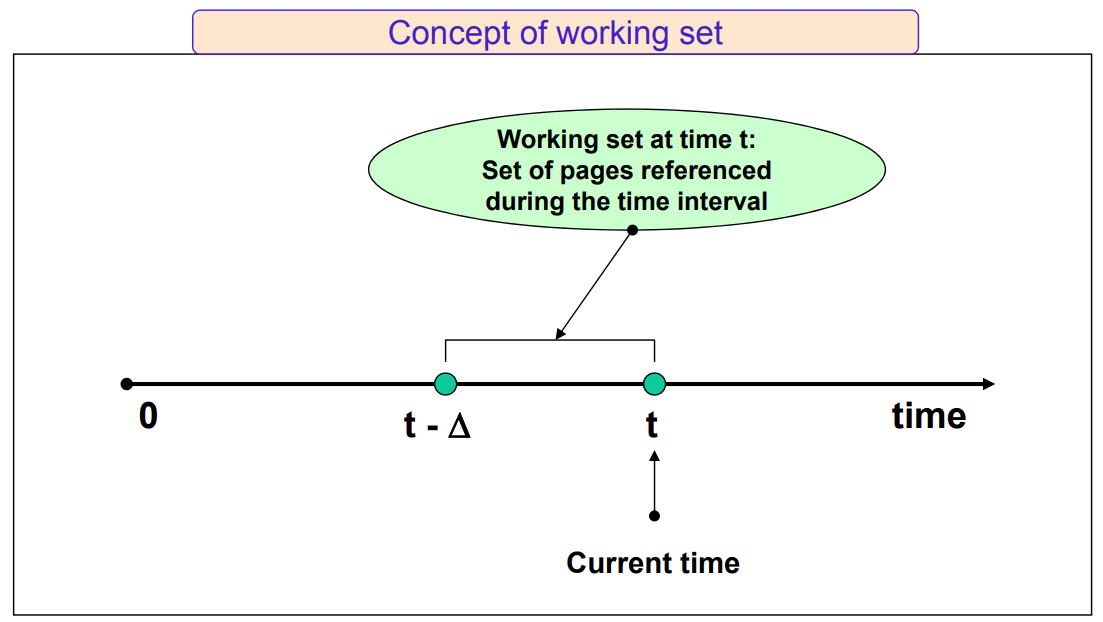 Concept of working set
Working set at time t:
Set of pages referenced
during the time interval
0
t - Δ
t
time
Current time